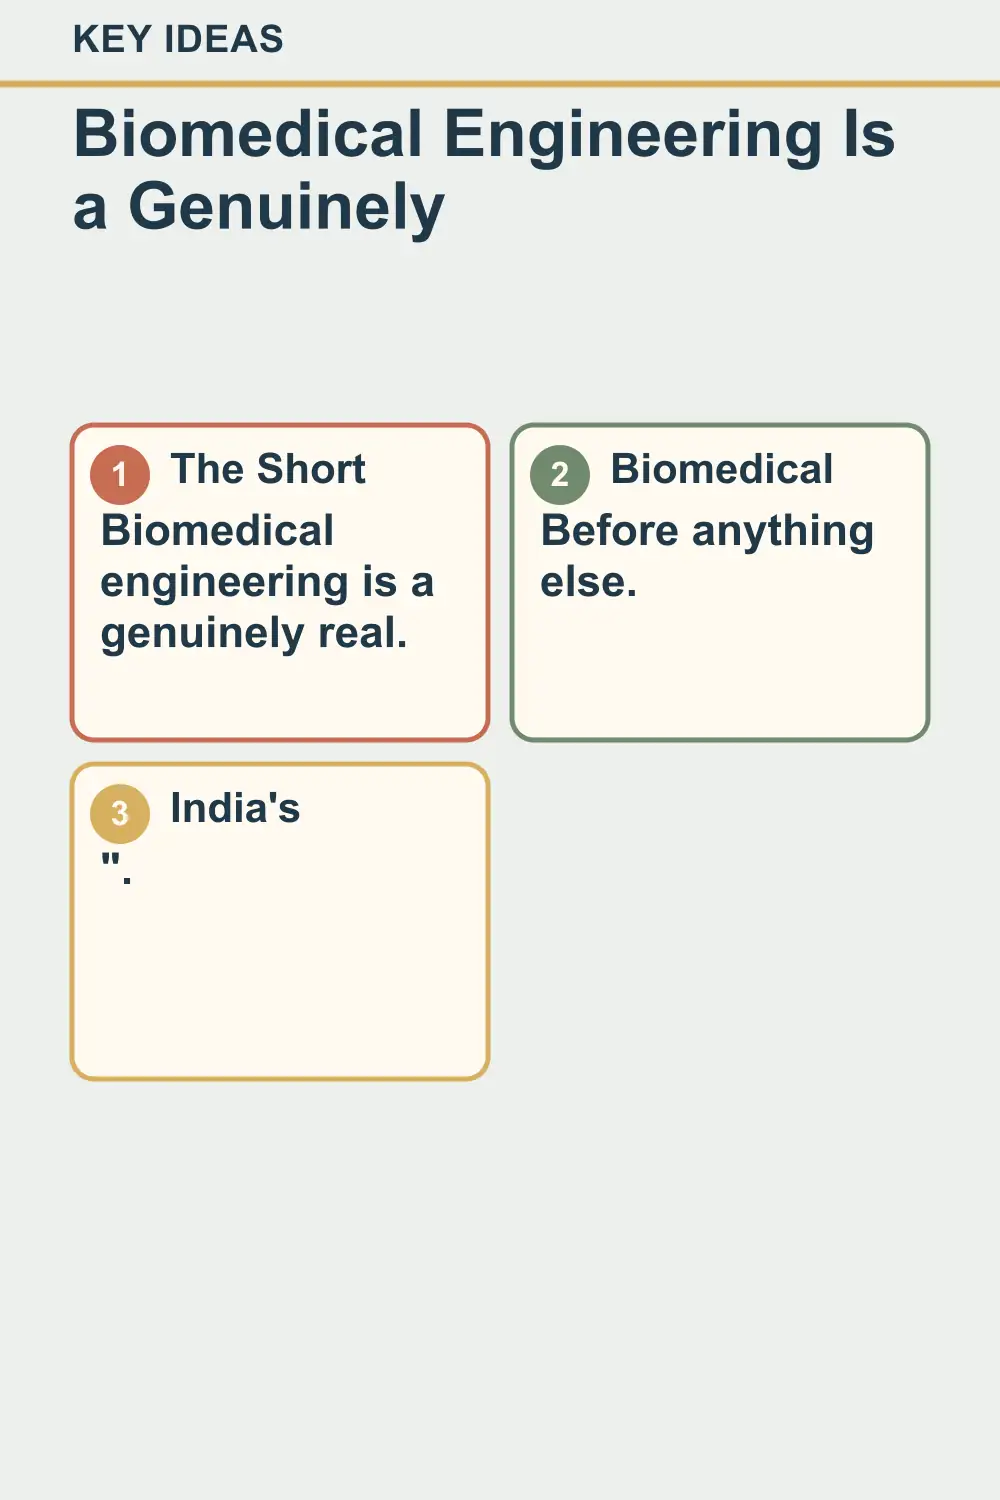 KEY IDEAS
Biomedical Engineering Is
a Genuinely
1 The Short
Biomedical
engineering is a
genuinely real.
2 Biomedical
Before anything
else.
3 India's
".